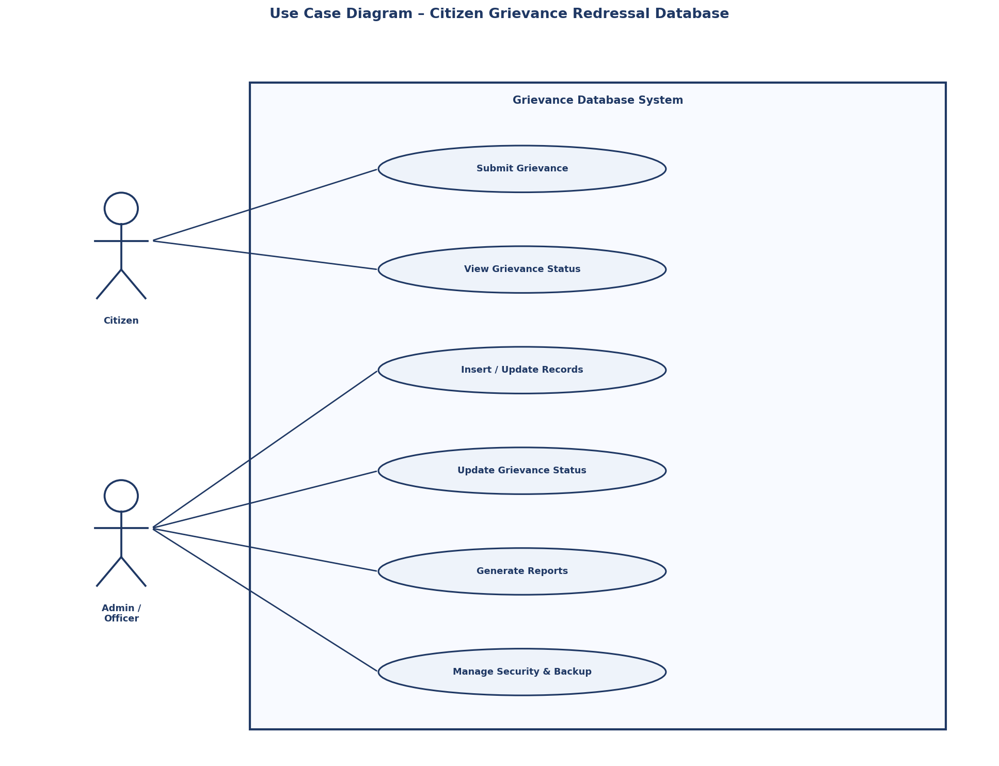 Use Case Diagram – Citizen Grievance Redressal Database
Grievance Database System
Submit Grievance
View Grievance Status
Citizen
Insert / Update Records
Update Grievance Status
Generate Reports
Admin /
Officer
Manage Security & Backup